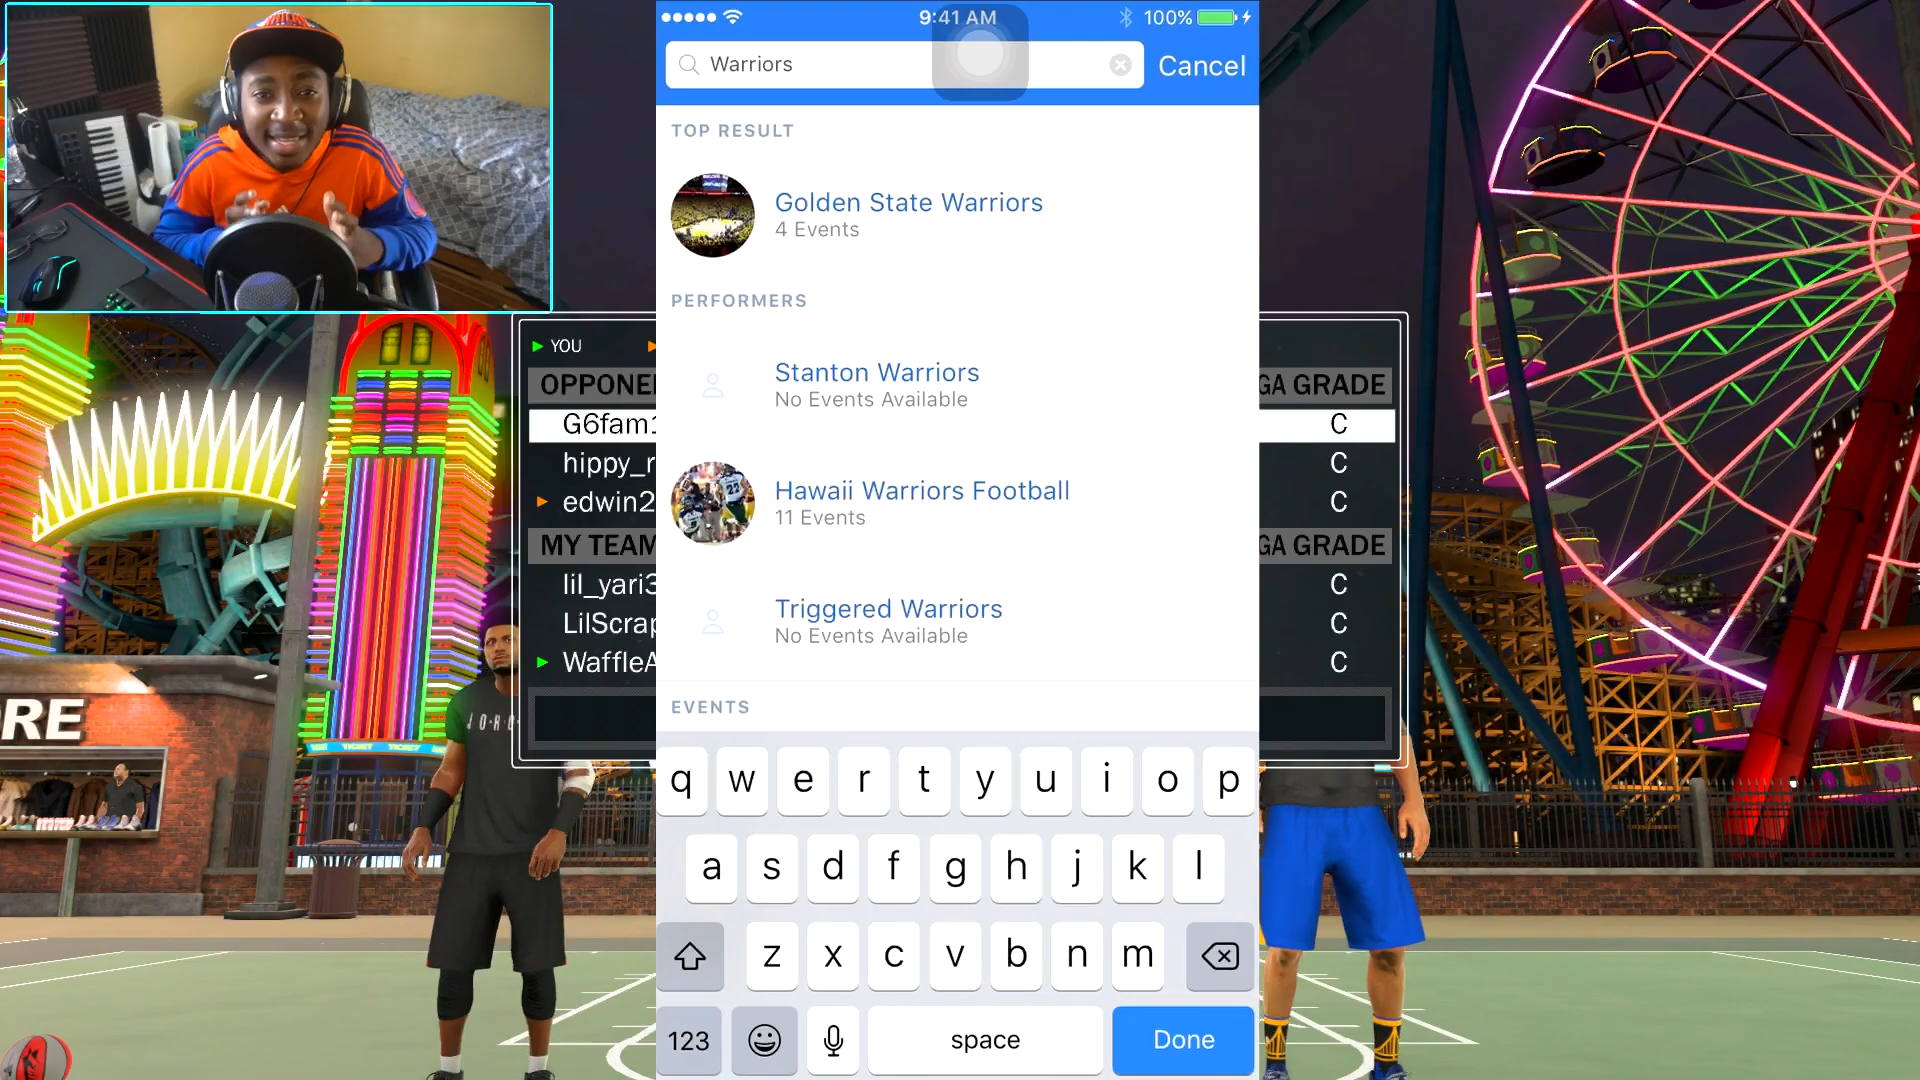 9:41 AM
100%
Warriors
Cancel
TOP RESULT
Golden State Warriors
4 Events
PERFORMERS
Stanton Warriors
No Events Available
Hawaii Warriors Football
11 Events
Triggered Warriors
No Events Available
EVENTS
q w e r t y u i o p
a s d f g h j k l
z x c v b n m
123 space Done
YOU
OPPONE
GA GRADE
G6fam
C
hippy_r
C
edwin2
C
MY TEAM
GA GRADE
lil_yari3
C
LilScrap
C
WaffleA
C
RE
TICKET TICKET